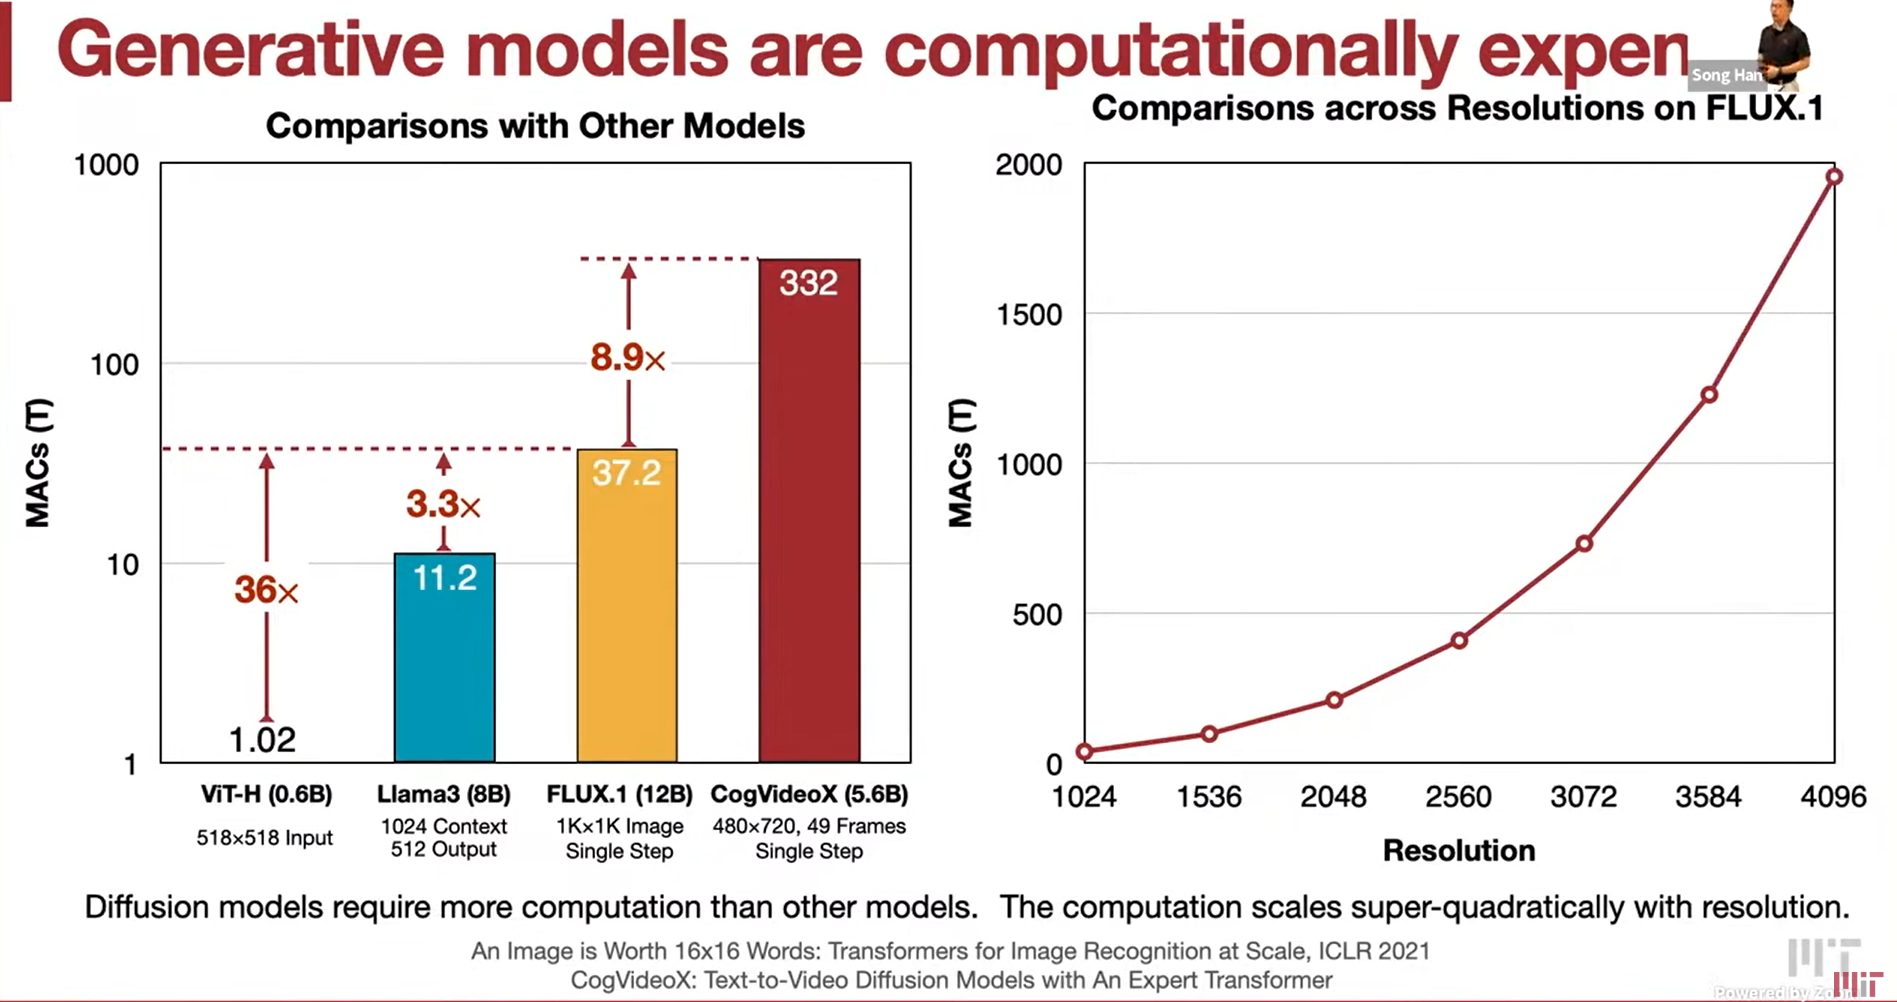 Generative models are computationally expen
Song Han
Comparisons with Other Models
1000
100
10
1
MACs (T)
36×
3.3×
8.9×
1.02
11.2
37.2
332
ViT-H (0.6B)
518×518 Input
Llama3 (8B)
1024 Context
512 Output
FLUX.1 (12B)
1K×1K Image
Single Step
CogVideoX (5.6B)
480×720, 49 Frames
Single Step
Comparisons across Resolutions on FLUX.1
2000
1500
1000
500
0
MACs (T)
1024 1536 2048 2560 3072 3584 4096
Resolution
Diffusion models require more computation than other models.
The computation scales super-quadratically with resolution.
An Image is Worth 16x16 Words: Transformers for Image Recognition at Scale, ICLR 2021
CogVideoX: Text-to-Video Diffusion Models with An Expert Transformer
MIT
MIT
Powered by